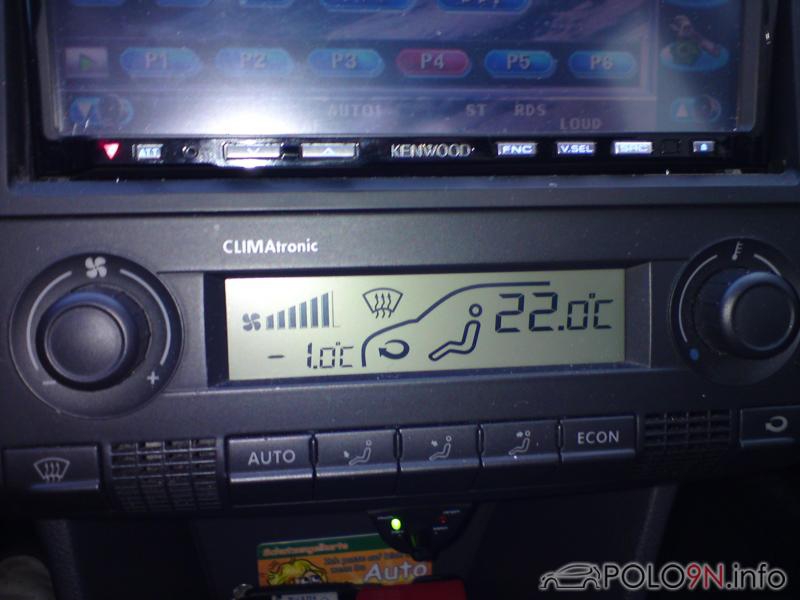 P1 P2 P3 P4 P5 P6
AUTO1 ST RDS
LOUD
ATT KENWOOD FNC V.SEL SRC
CLIMAtronic
22.0°C
-1.0°C
- +
AUTO ECON
Auto
POLO9N.info